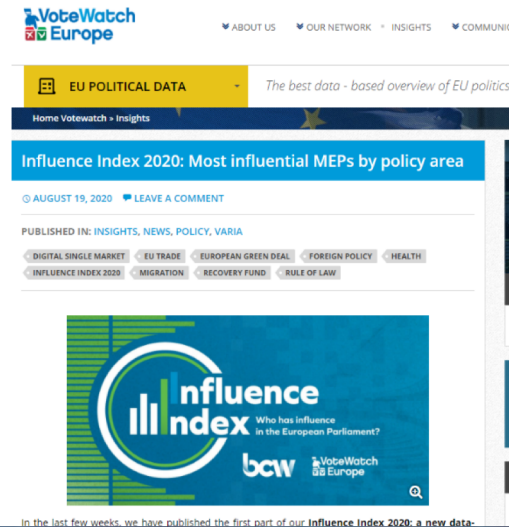 VoteWatch
Europe
ABOUT US OUR NETWORK INSIGHTS COMMUNI
EU POLITICAL DATA
The best data - based overview of EU politics
Home Votewatch » Insights
Influence Index 2020: Most influential MEPs by policy area
AUGUST 19, 2020 LEAVE A COMMENT
PUBLISHED IN: INSIGHTS, NEWS, POLICY, VARIA
DIGITAL SINGLE MARKET EU TRADE EUROPEAN GREEN DEAL FOREIGN POLICY HEALTH
INFLUENCE INDEX 2020 MIGRATION RECOVERY FUND RULE OF LAW
Influence
Index
Who has influence
in the European Parliament?
bcw
VoteWatch
Europe
In the last few weeks, we have published the first part of our Influence Index 2020: a new data-